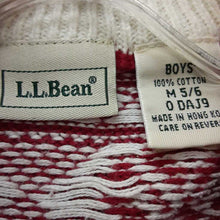 L.L.Bean®
BOYS
100% COTTON
M 5/6
0 DAJ9
MADE IN HONG KO
CARE ON REVER